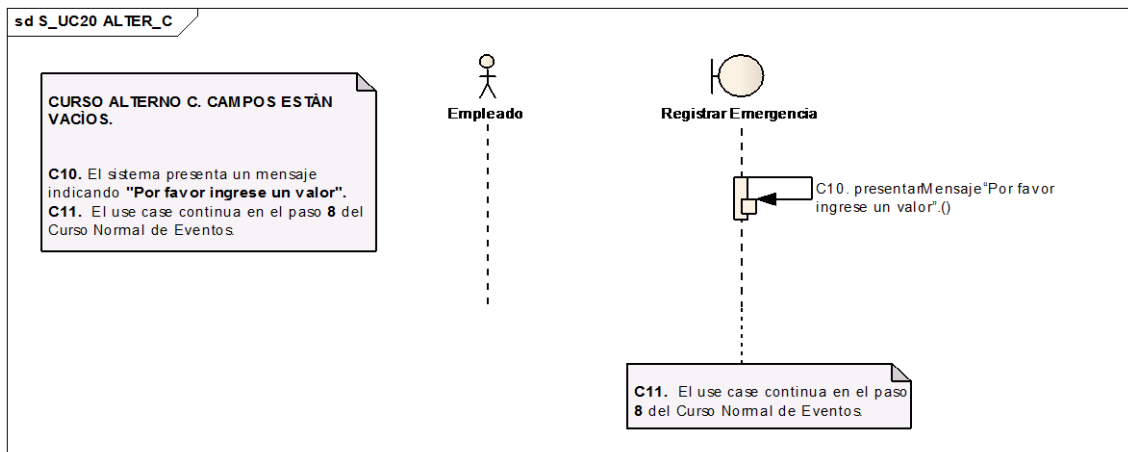 sd S_UC20 ALTER_C
CURSO ALTERNO C. CAMPOS ESTÀN
VACÌOS.
C10. El sistema presenta un mensaje
indicando "Por favor ingrese un valor".
C11. El use case continua en el paso 8 del
Curso Normal de Eventos.
Empleado
Registrar Emergencia
C10. presentarMensaje“Por favor
ingrese un valor”.()
C11. El use case continua en el paso
8 del Curso Normal de Eventos.